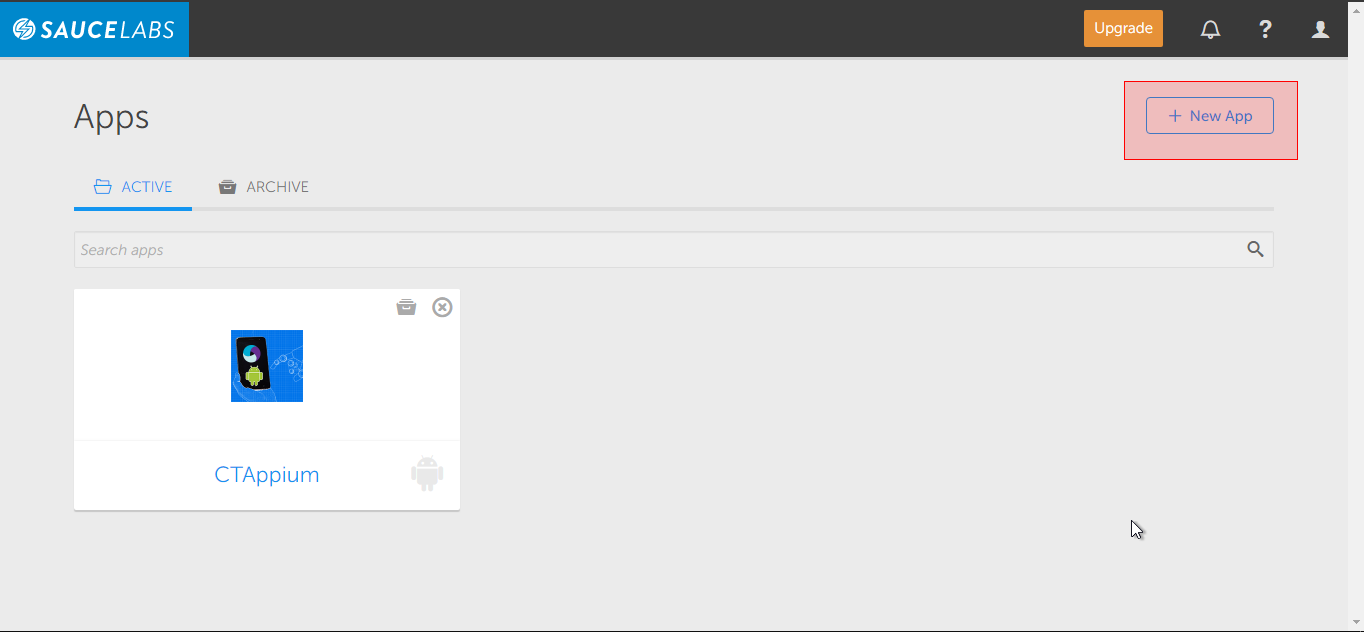 SAUCELABS
Upgrade
?
Apps
+ New App
ACTIVE
ARCHIVE
Search apps
CTAppium